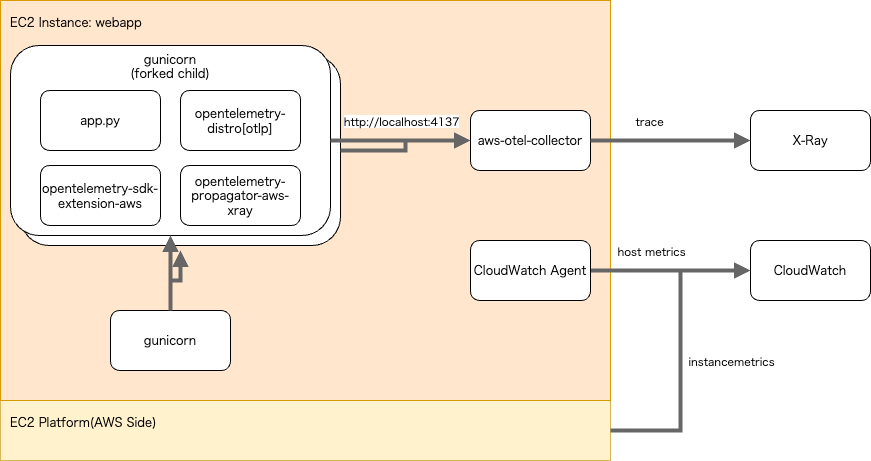 EC2 Instance: webapp
gunicorn
(forked child)
app.py
opentelemetry-
distro[otlp]
opentelemetry-sdk-
extension-aws
opentelemetry-
propagator-aws-
xray
http://localhost:4137
aws-otel-collector
trace
X-Ray
CloudWatch Agent
host metrics
CloudWatch
gunicorn
instancemetrics
EC2 Platform(AWS Side)